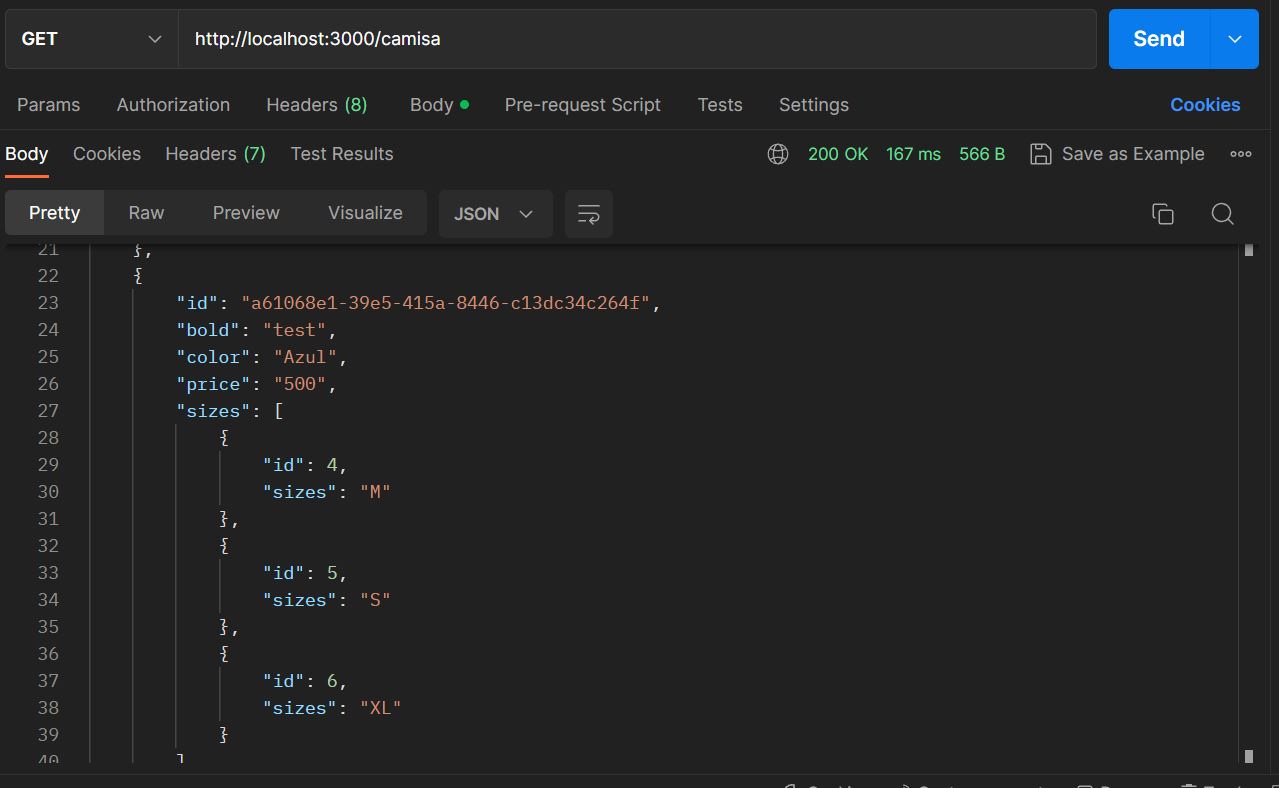 GET http://localhost:3000/camisa Send
Params Authorization Headers (8) Body Pre-request Script Tests Settings Cookies
Body Cookies Headers (7) Test Results 200 OK 167 ms 566 B Save as Example
Pretty Raw Preview Visualize JSON
21 },
22 {
23 "id": "a61068e1-39e5-415a-8446-c13dc34c264f",
24 "bold": "test",
25 "color": "Azul",
26 "price": "500",
27 "sizes": [
28 {
29 "id": 4,
30 "sizes": "M"
31 },
32 {
33 "id": 5,
34 "sizes": "S"
35 },
36 {
37 "id": 6,
38 "sizes": "XL"
39 }
40 ]